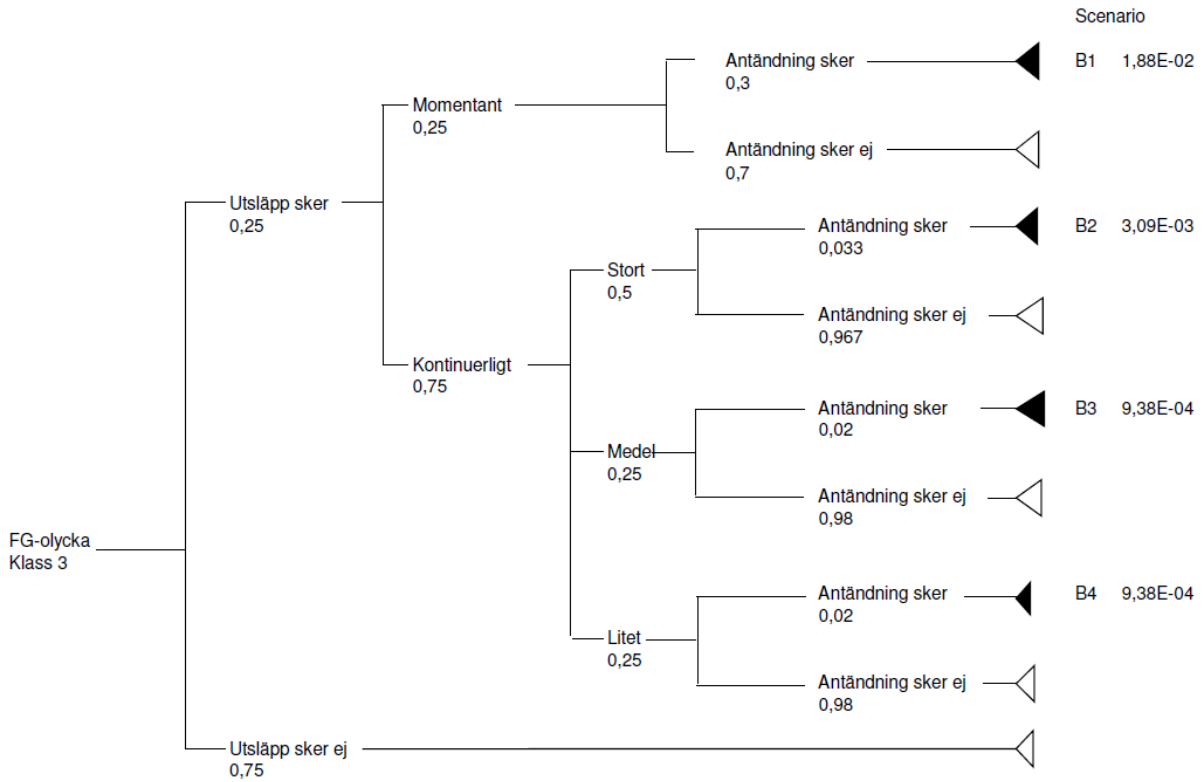 Scenario
Antändning sker
0,3
B1 1,88E-02
Momentant
0,25
Antändning sker ej
0,7
Utsläpp sker
0,25
Antändning sker
0,033
B2 3,09E-03
Stort
0,5
Antändning sker ej
0,967
Kontinuerligt
0,75
Antändning sker
0,02
B3 9,38E-04
Medel
0,25
Antändning sker ej
0,98
FG-olycka
Klass 3
Antändning sker
0,02
B4 9,38E-04
Litet
0,25
Antändning sker ej
0,98
Utsläpp sker ej
0,75